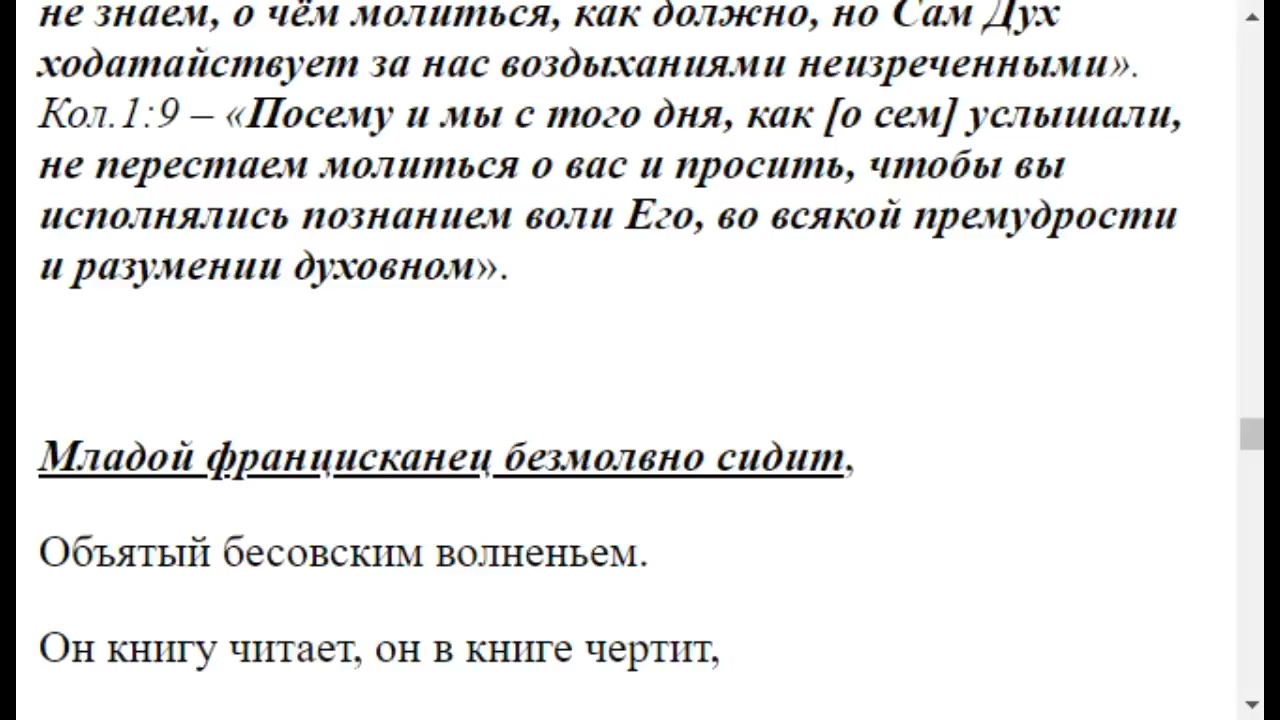 не знаем, о чём молиться, как должно, но Сам Дух
ходатайствует за нас воздыханиями неизреченными».
Кол.1:9 – «Посему и мы с того дня, как [о сем] услышали,
не перестаем молиться о вас и просить, чтобы вы
исполнялись познанием воли Его, во всякой премудрости
и разумении духовном».
Младой францисканец безмолвно сидит,
Объятый бесовским волненьем.
Он книгу читает, он в книге чертит,